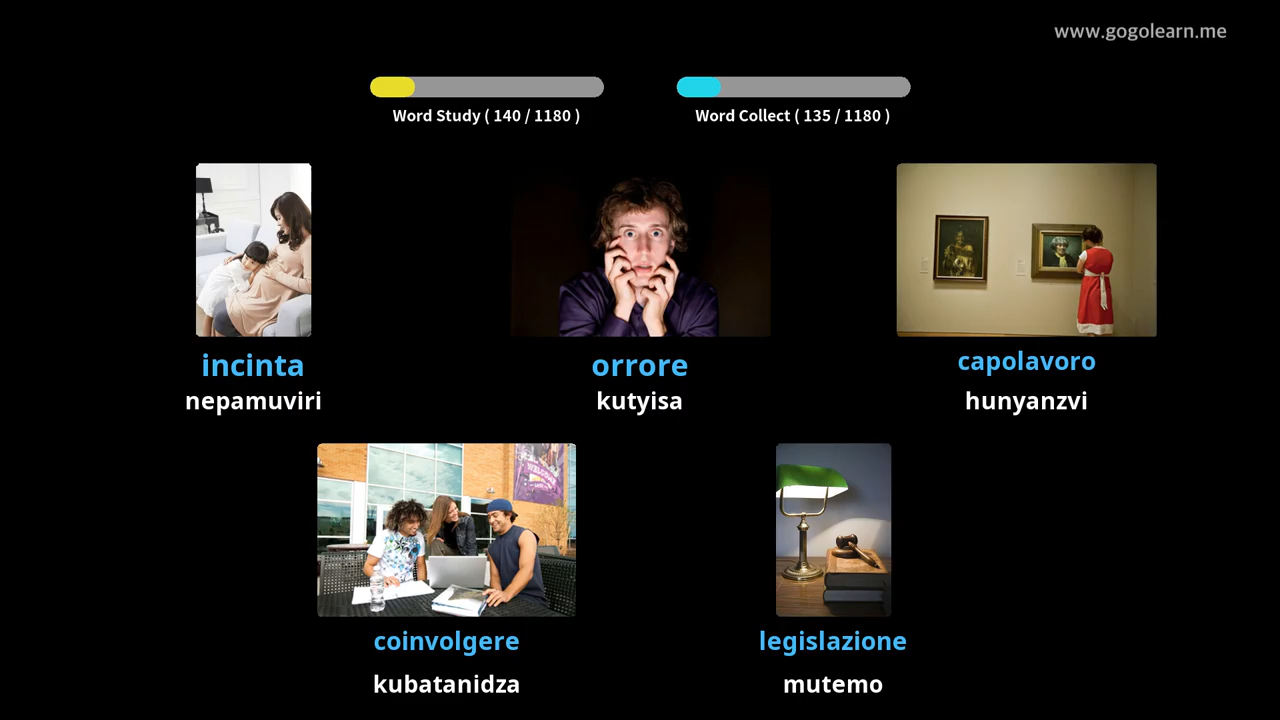 www.gogolearn.me
Word Study ( 140 / 1180 )
Word Collect ( 135 / 1180 )
incinta
nepamuviri
orrore
kutyisa
capolavoro
hunyanzvi
coinvolgere
kubatanidza
legislazione
mutemo